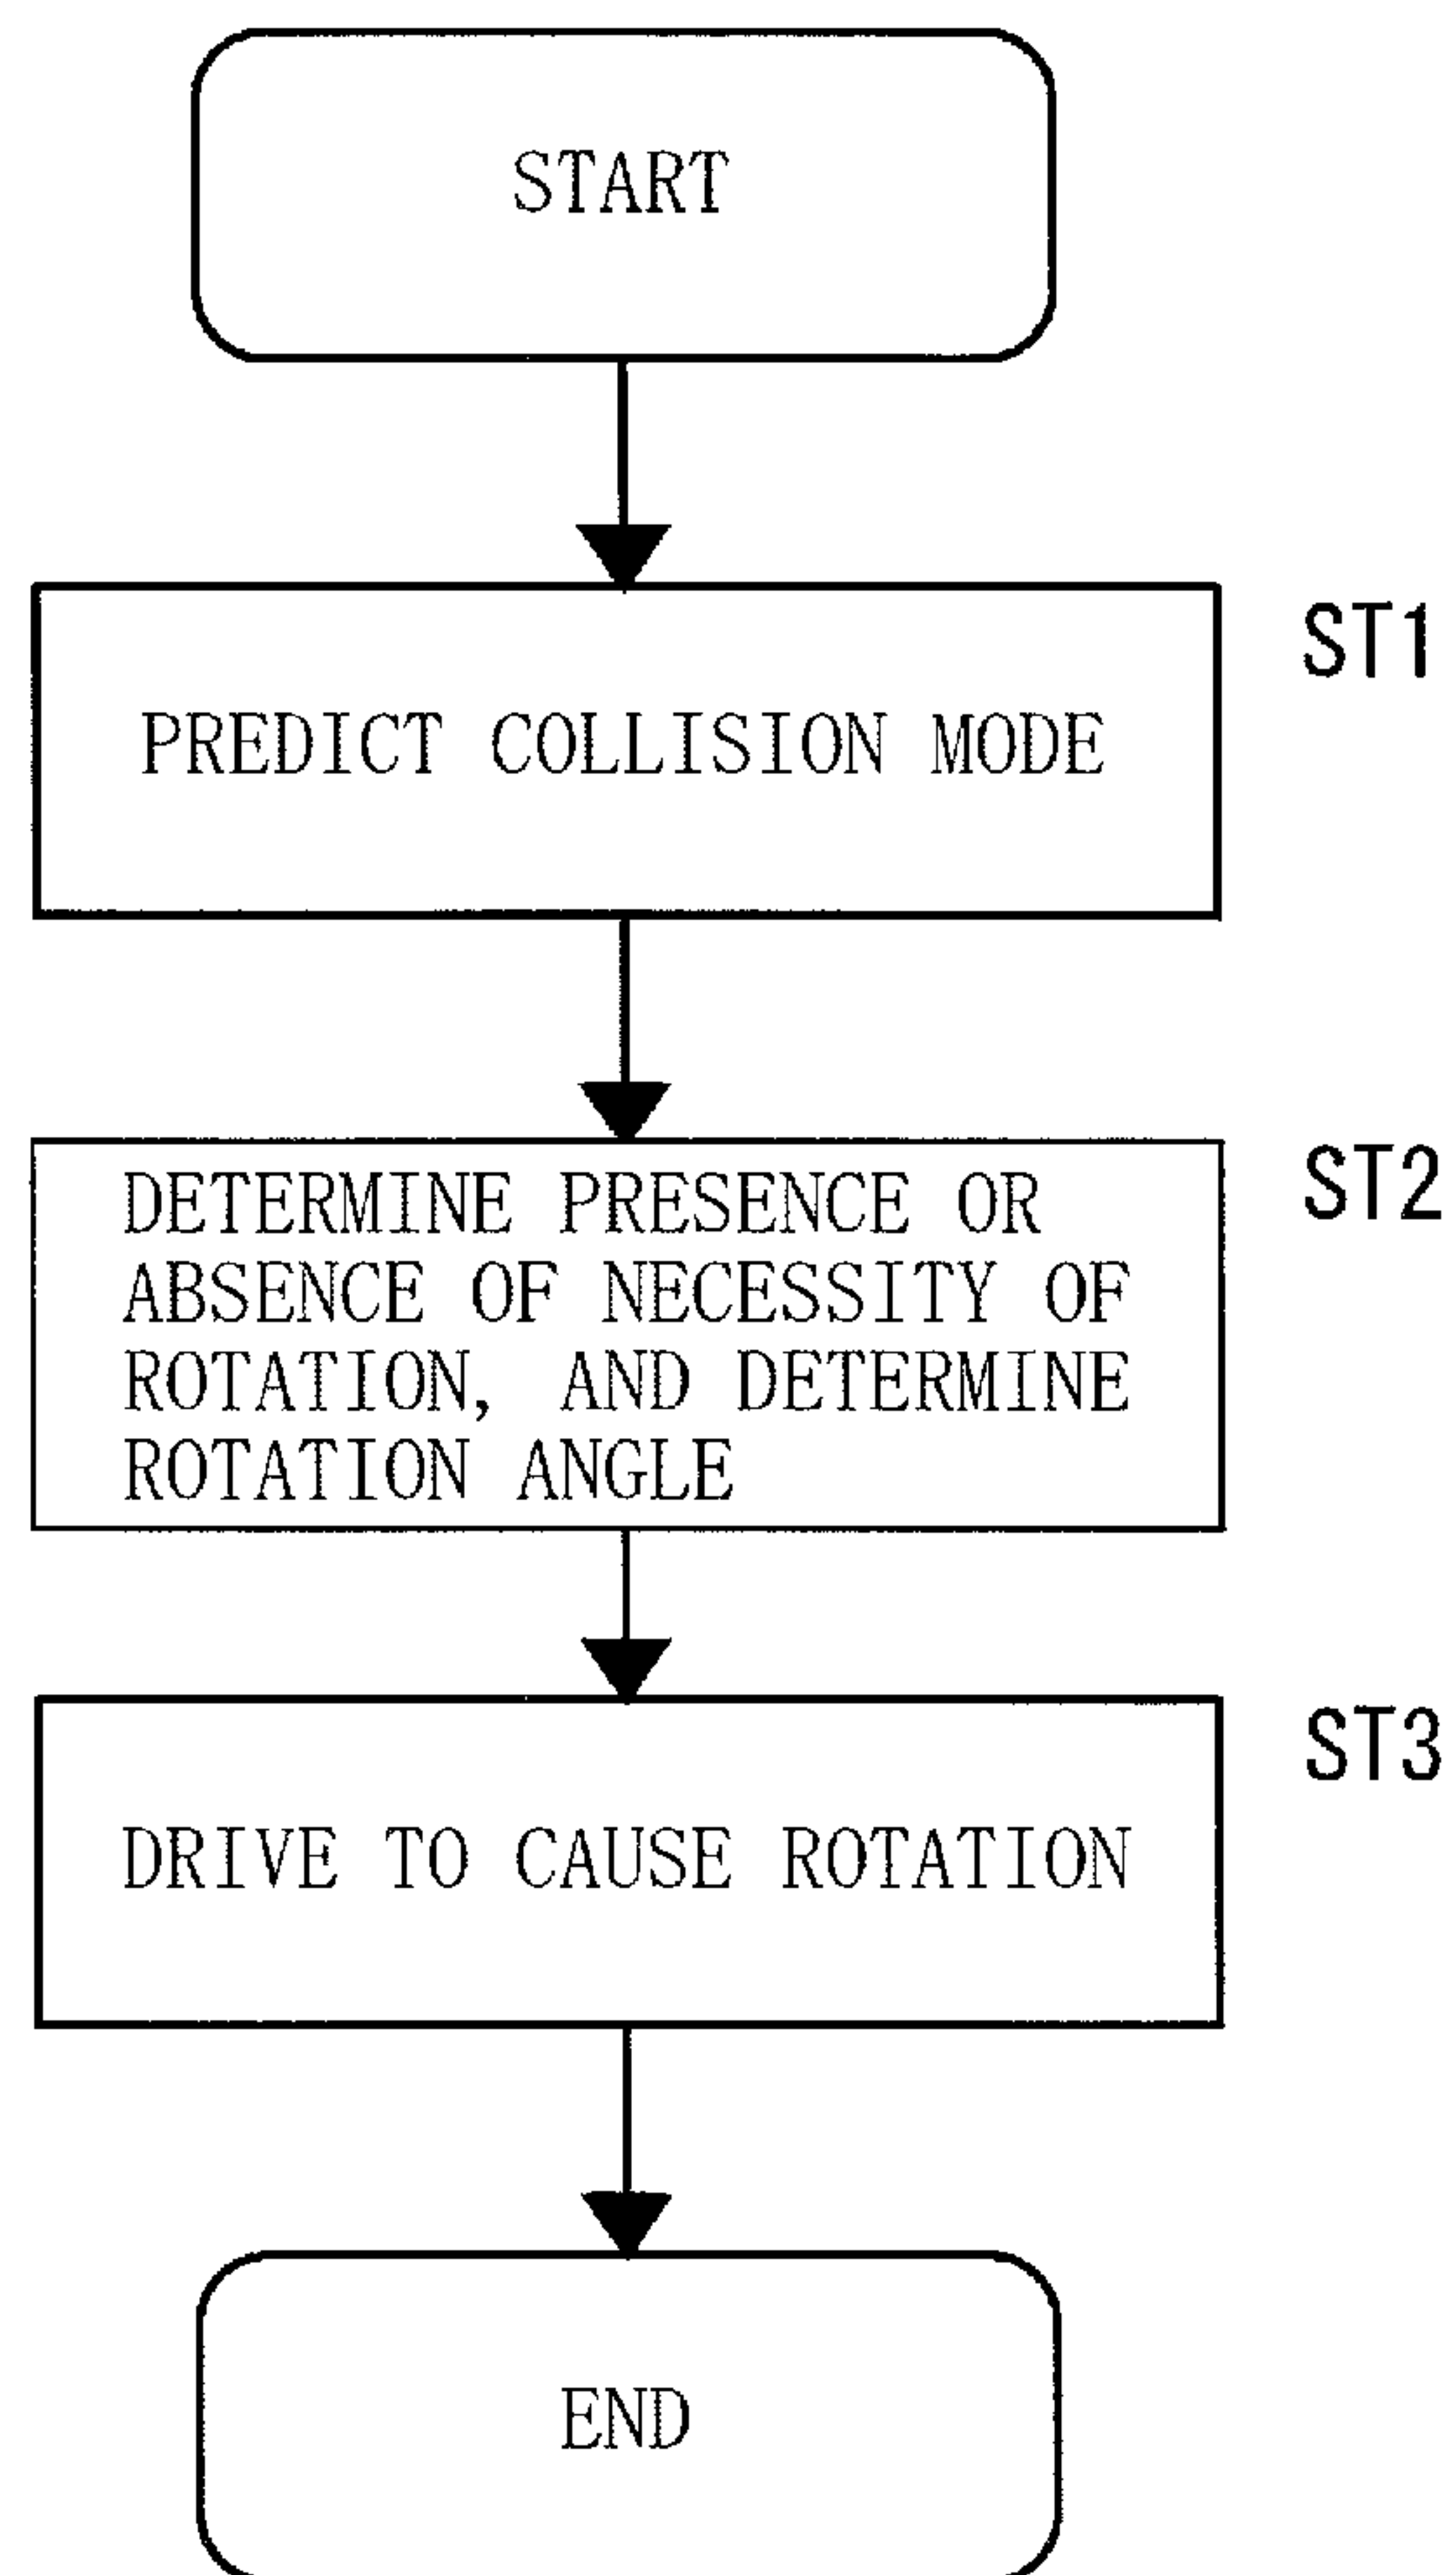 START
ST1
PREDICT COLLISION MODE
ST2
DETERMINE PRESENCE OR
ABSENCE OF NECESSITY OF
ROTATION, AND DETERMINE
ROTATION ANGLE
ST3
DRIVE TO CAUSE ROTATION
END